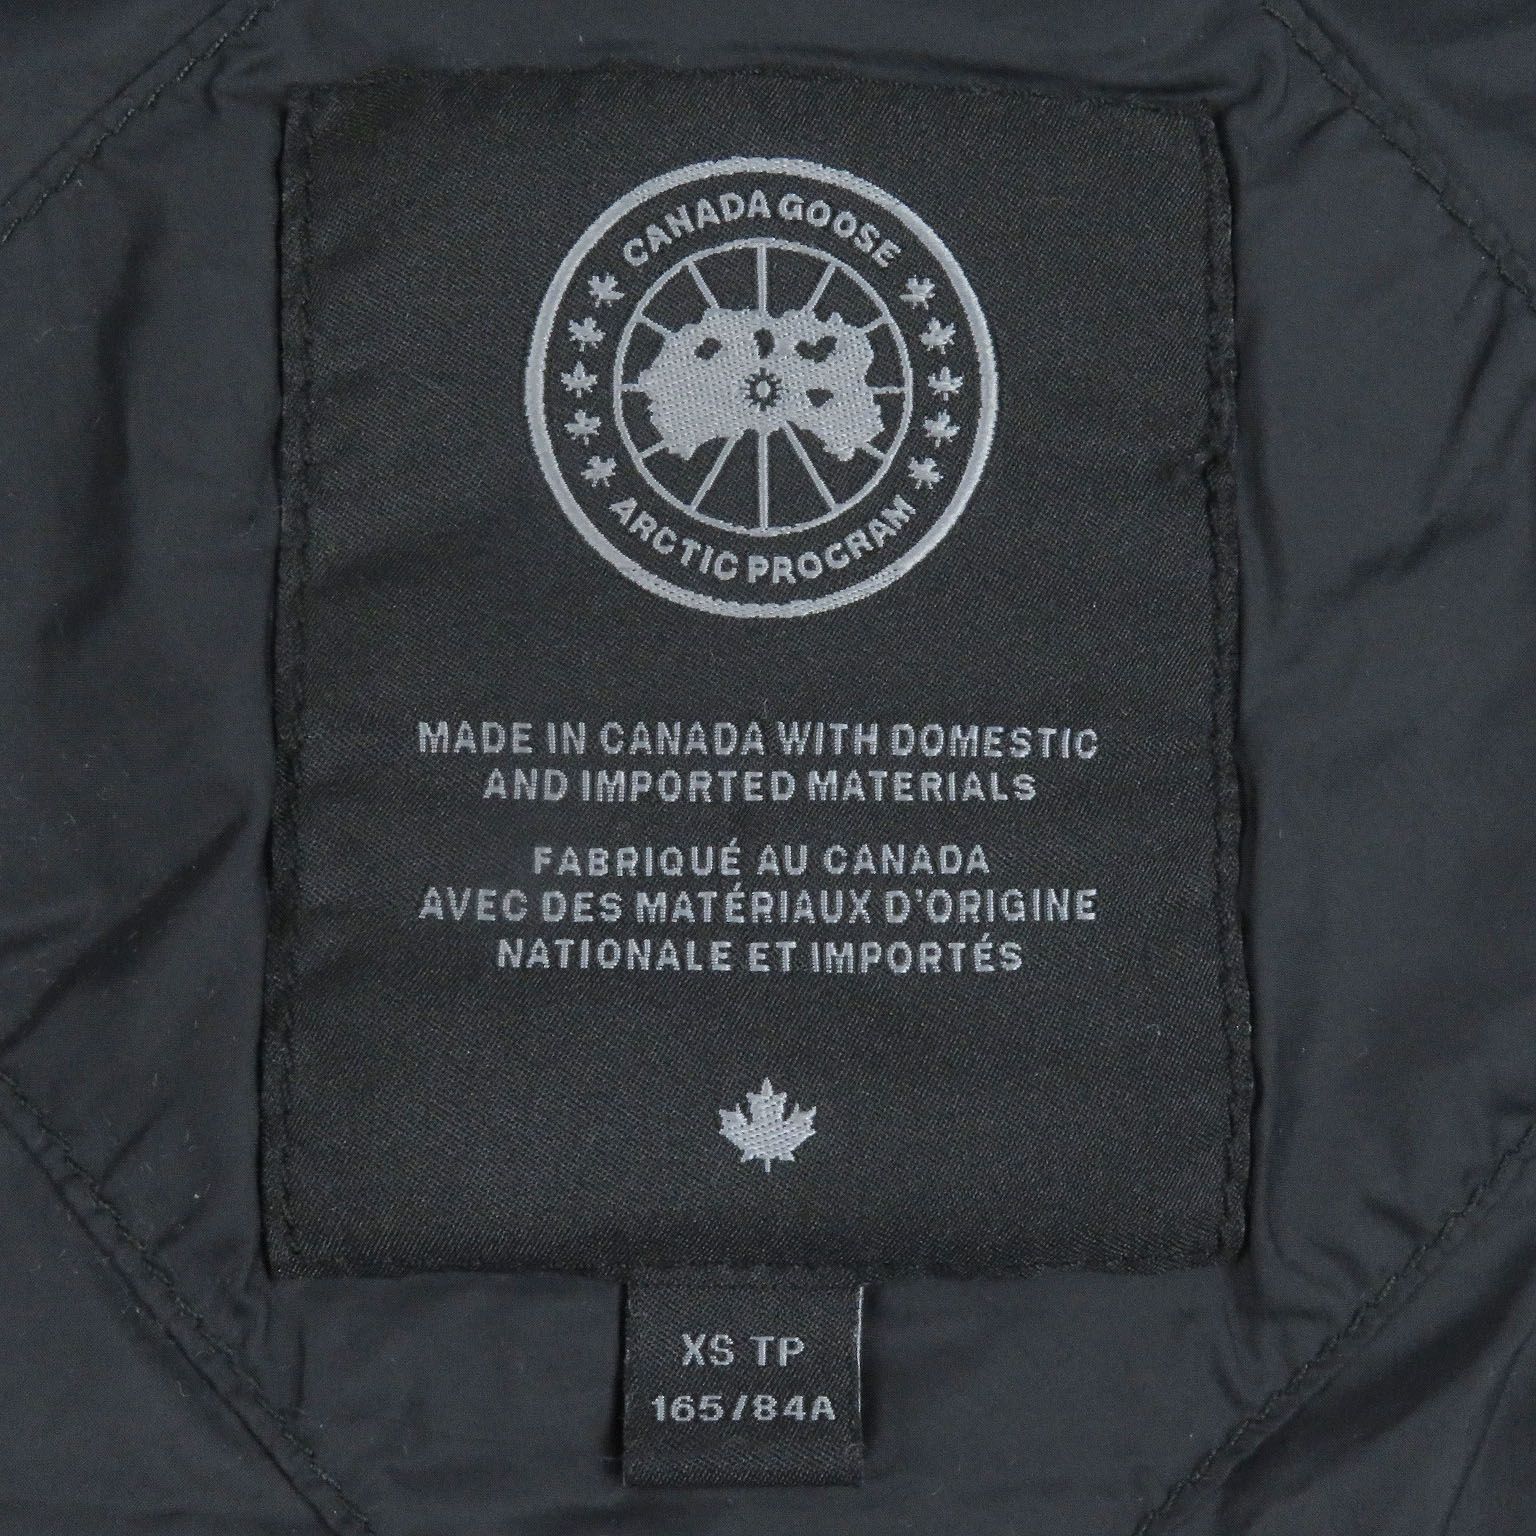 CANADA GOOSE
ARCTIC PROGRAM
MADE IN CANADA WITH DOMESTIC
AND IMPORTED MATERIALS
FABRIQUÉ AU CANADA
AVEC DES MATÉRIAUX D'ORIGINE
NATIONALE ET IMPORTÉS
XS TP
165/84A